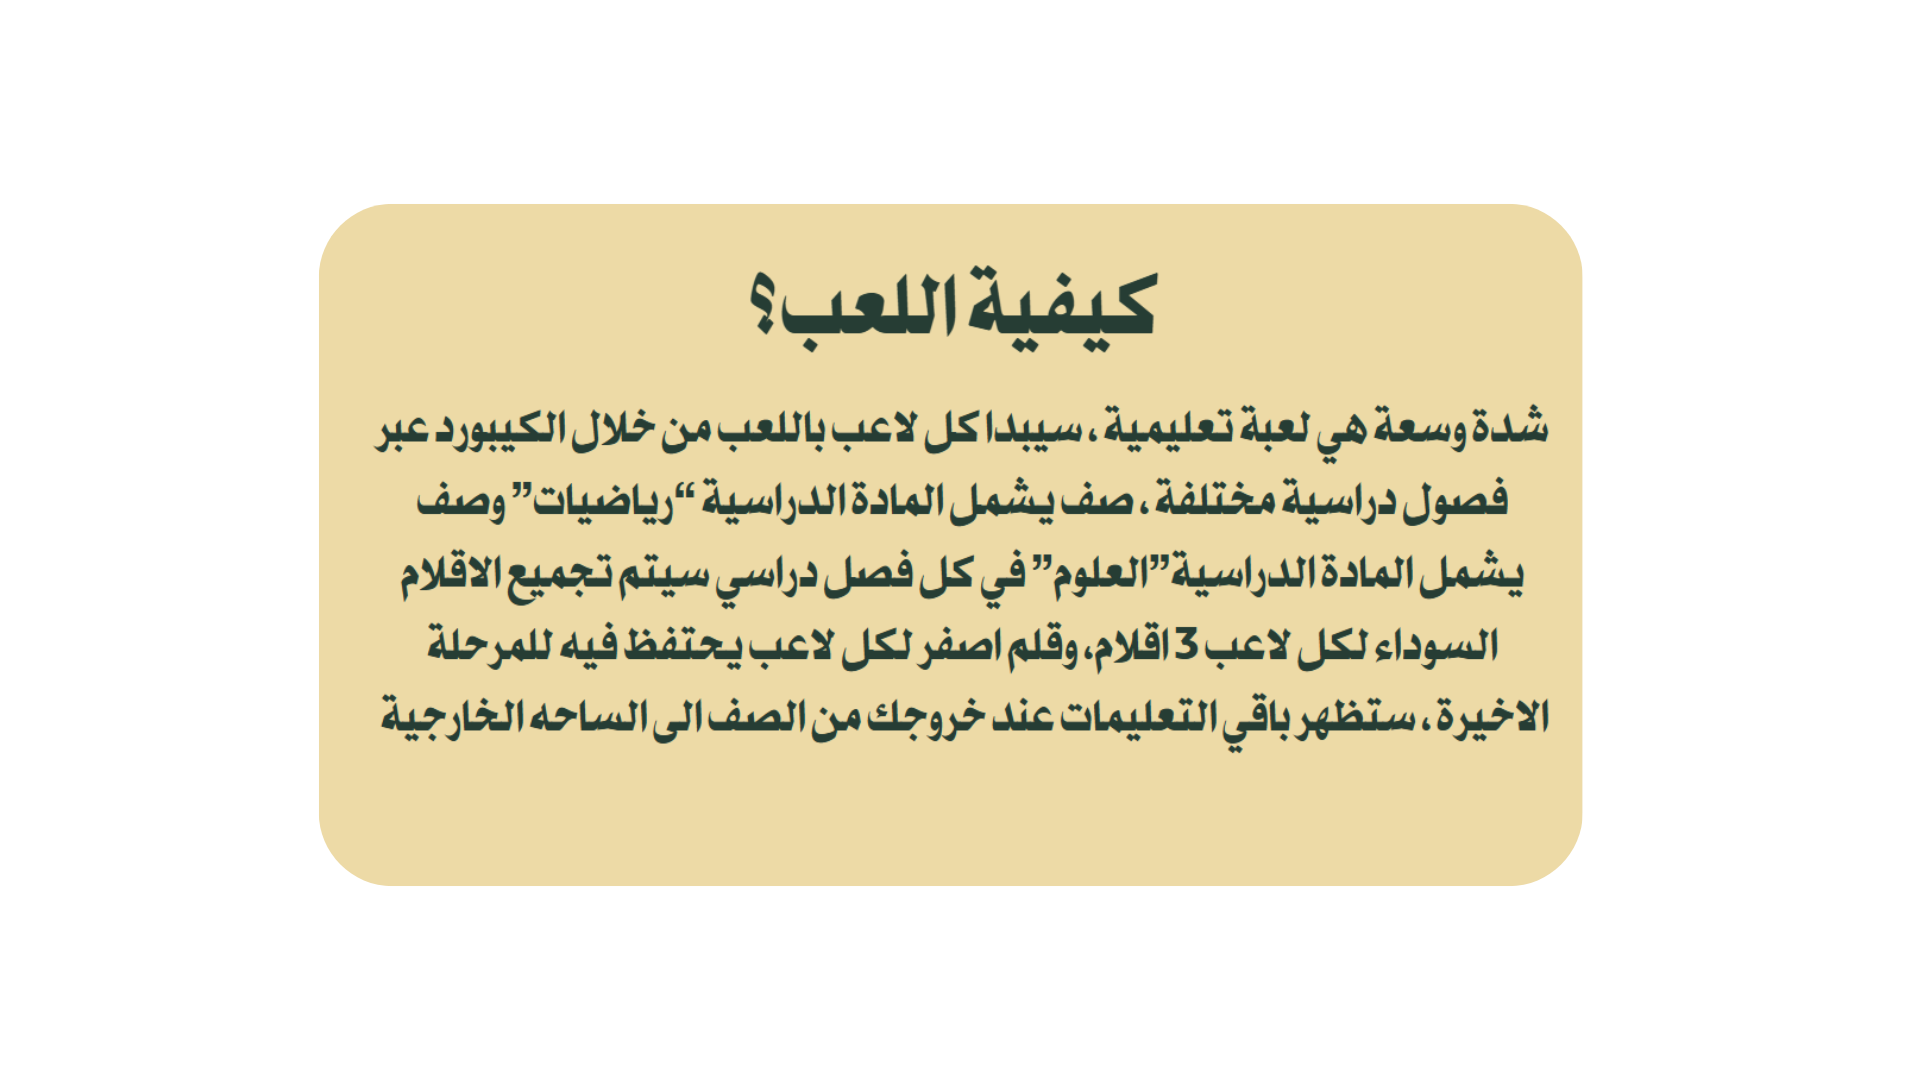 كيفية اللعب؟
شدة وسعة هي لعبة تعليمية ، سيبدا كل لاعب باللعب من خلال الكيبورد عبر
فصول دراسية مختلفة ، صف يشمل المادة الدراسية “رياضيات” وصف
يشمل المادة الدراسية”العلوم” في كل فصل دراسي سيتم تجميع الاقلام
السوداء لكل لاعب 3 اقلام، وقلم اصفر لكل لاعب يحتفظ فيه للمرحلة
الاخيرة ، ستظهر باقي التعليمات عند خروجك من الصف الى الساحه الخارجية